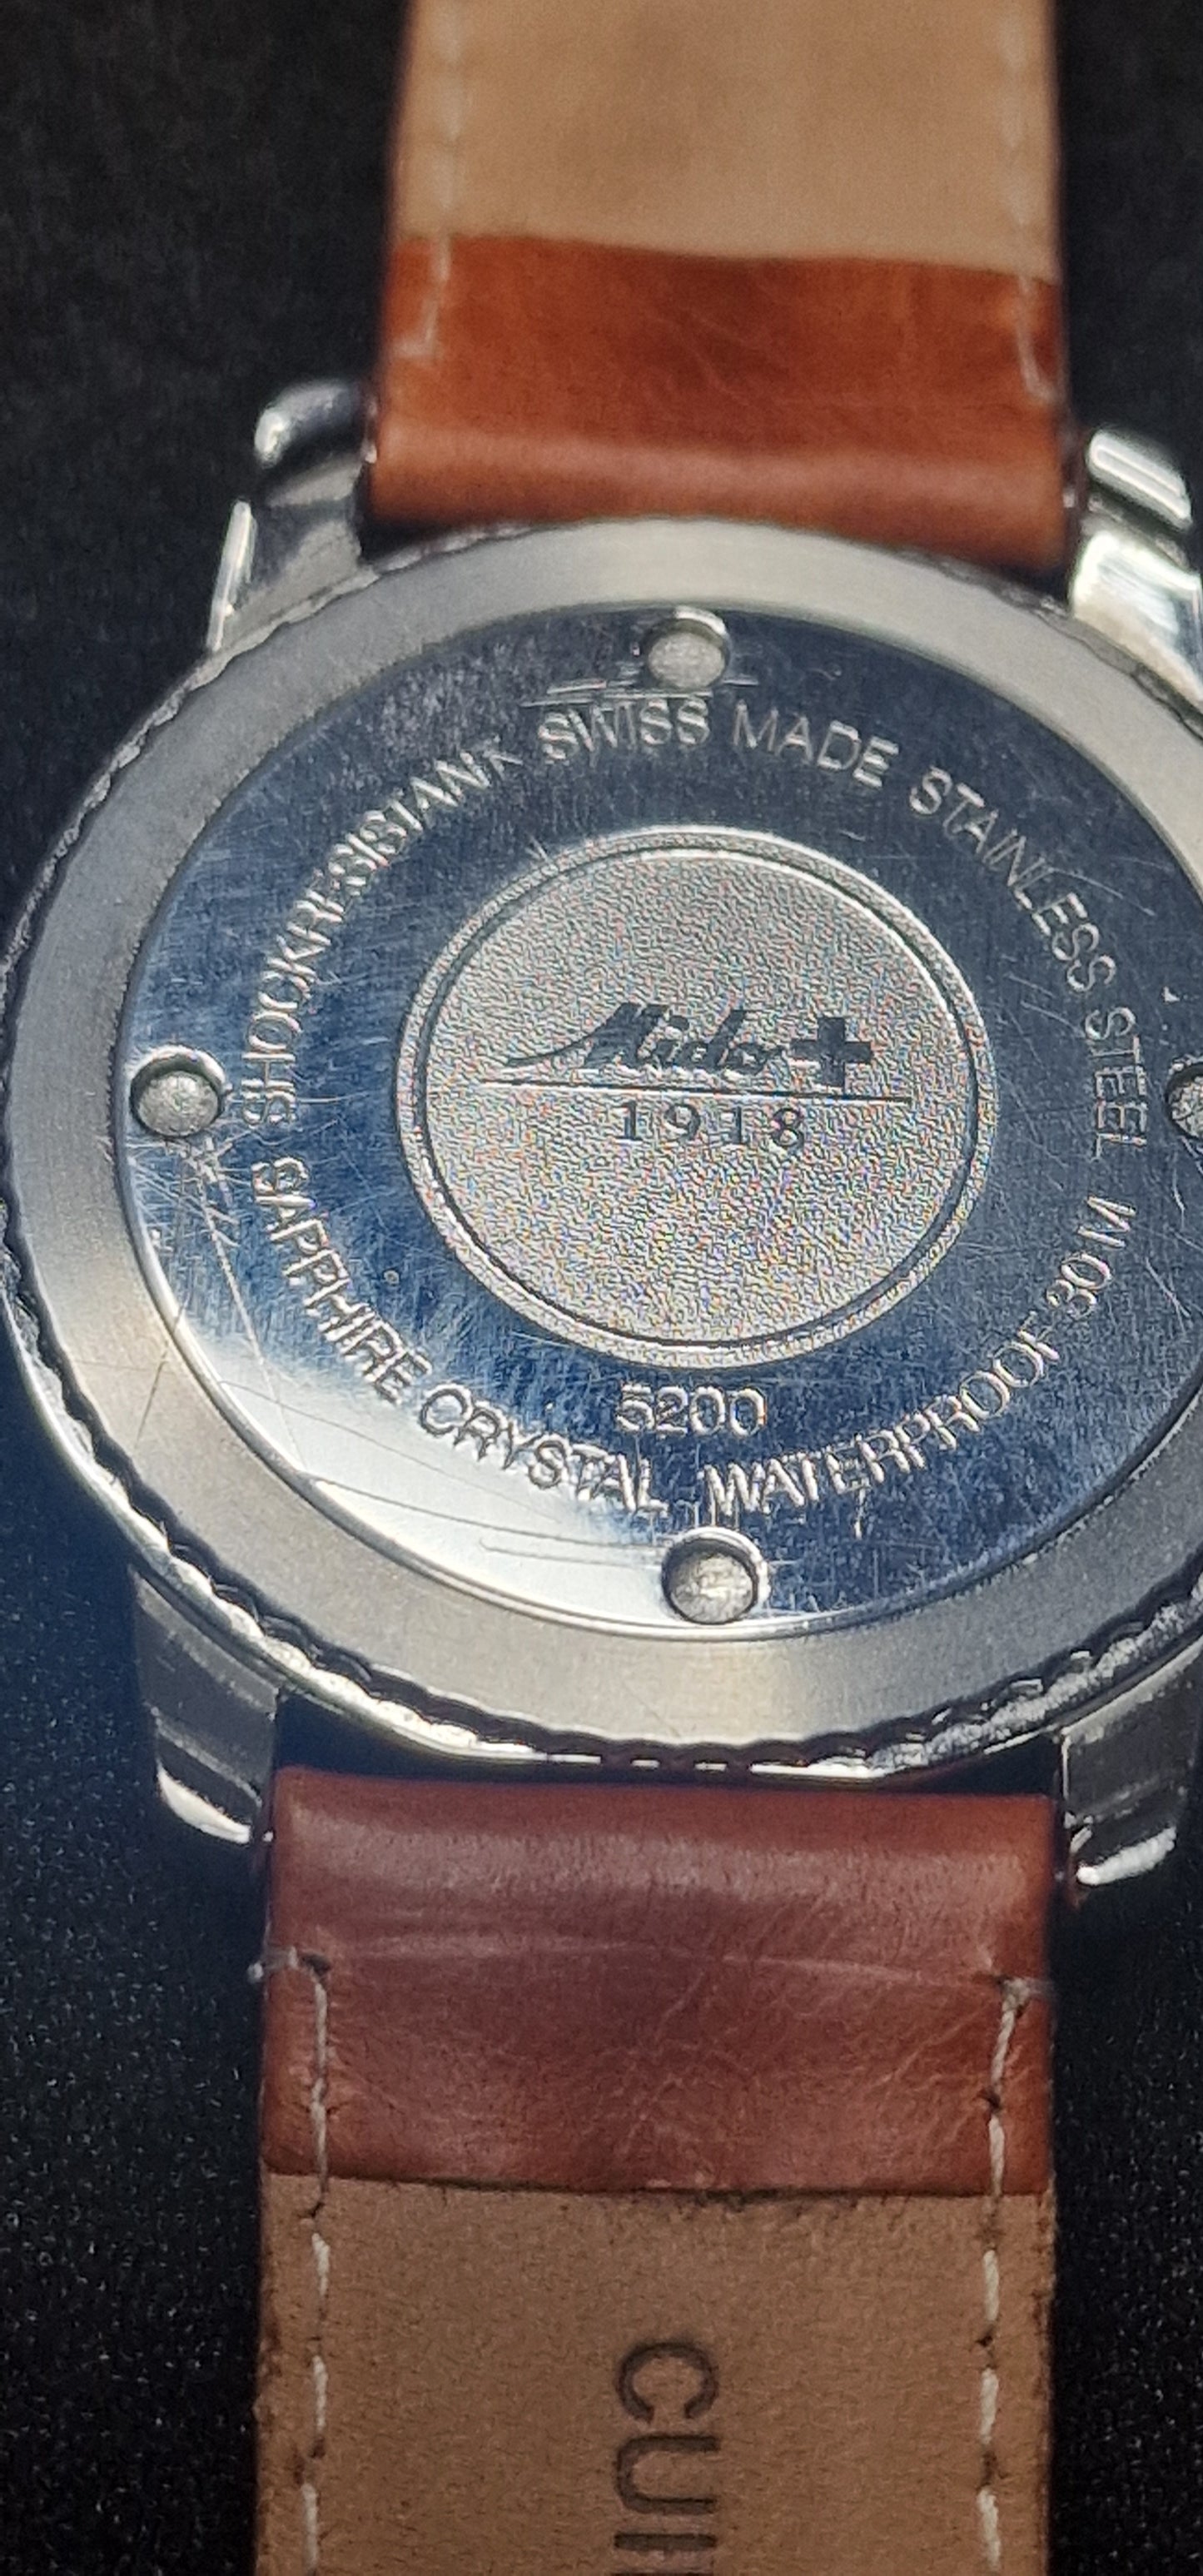 SHOCKRESISTANT SWISS MADE STAINLESS STEEL
Mido
1918
5200
SAPPHIRE CRYSTAL WATERPROOF 30 M
CUI